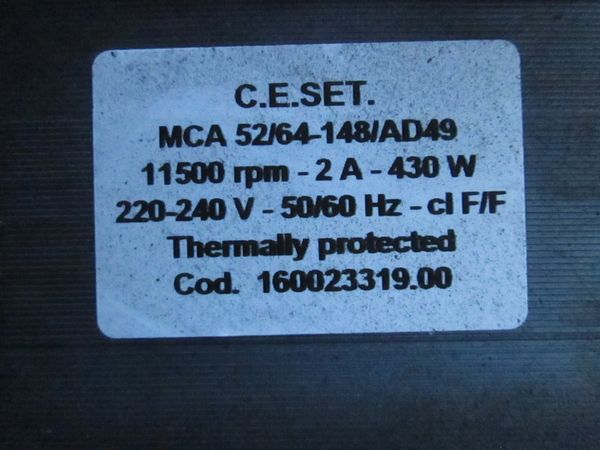 C.E.SET.
MCA 52/64-148/AD49
11500 rpm - 2 A - 430 W
220-240 V - 50/60 Hz - cl F/F
Thermally protected
Cod. 160023319.00